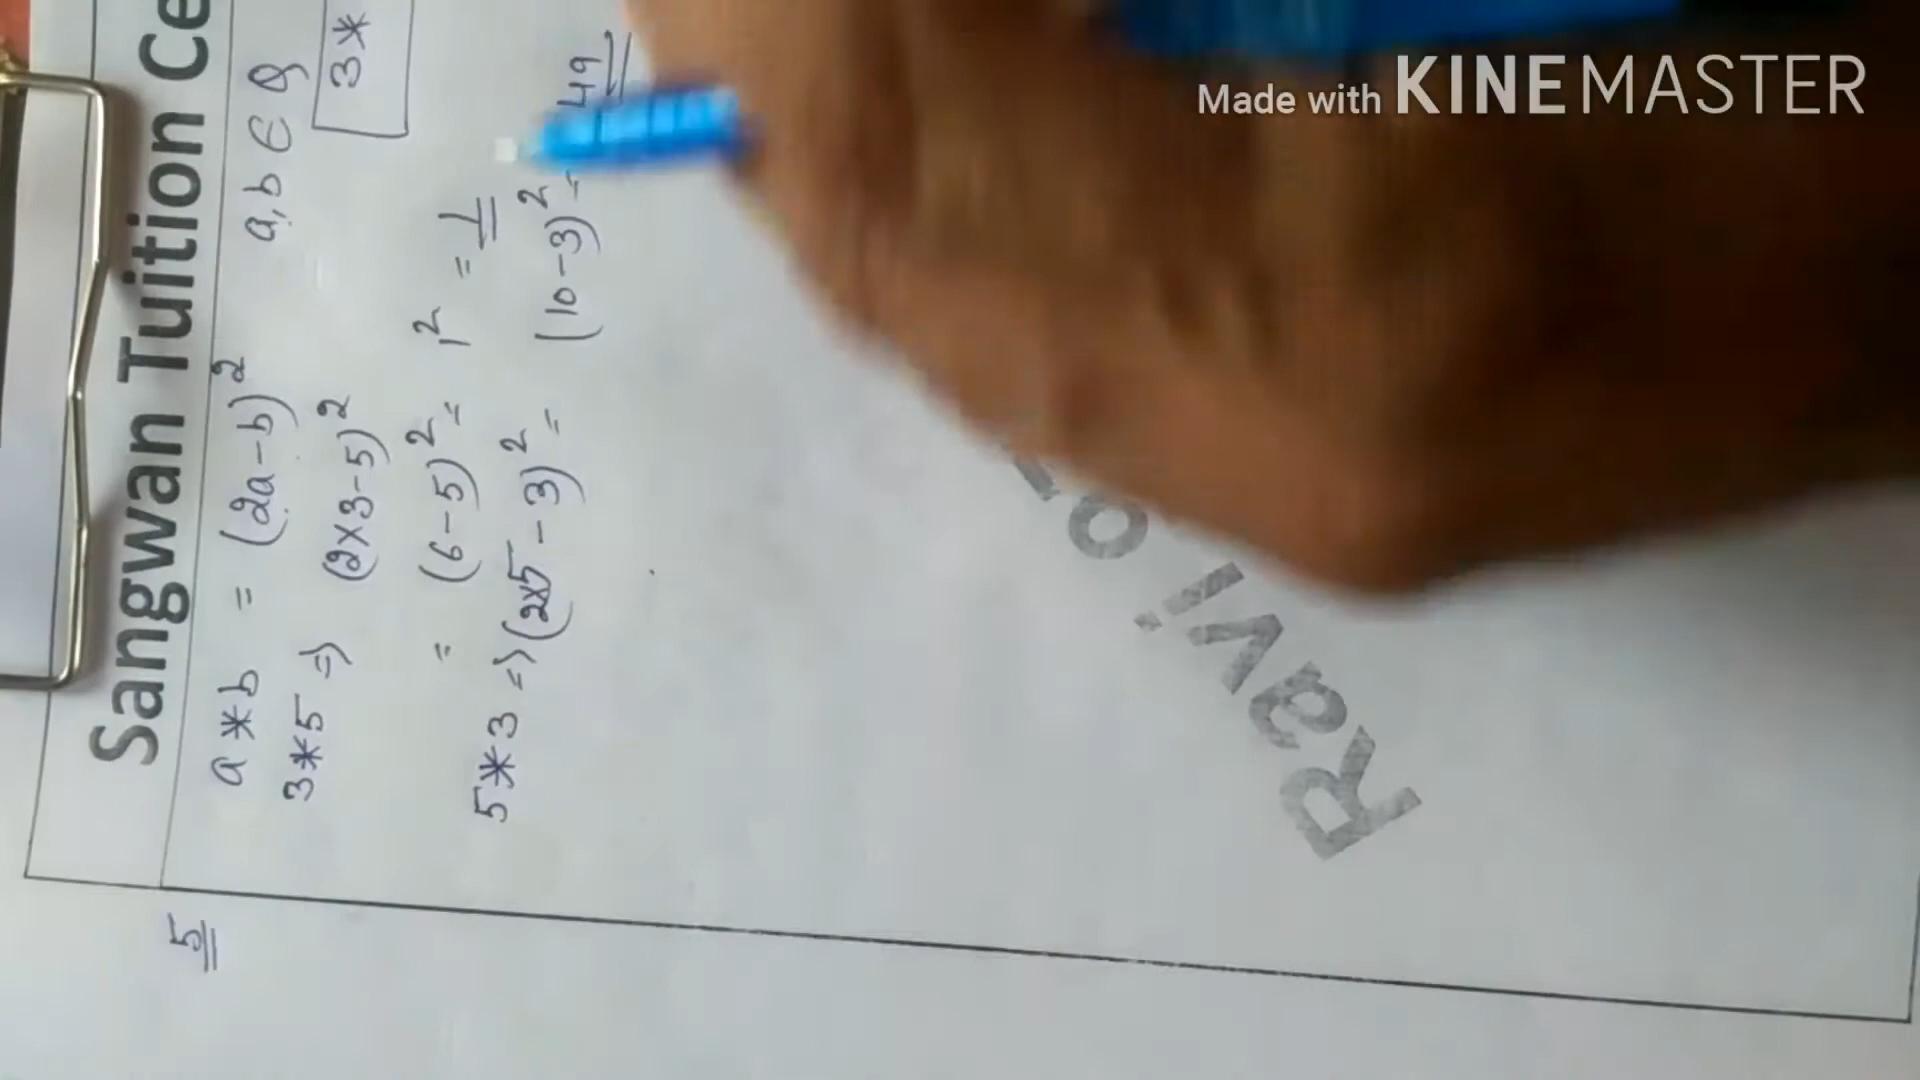 Made with KINEMASTER
Sangwan Tuition Ce
5
a * b = (2a-b)² a, b ∈ Q
3*5 => (2×3-5)² 3*
= (6-5)² = 1² = 1
5*3 => (2×5-3)² = (10-3)² = 49
Ravi